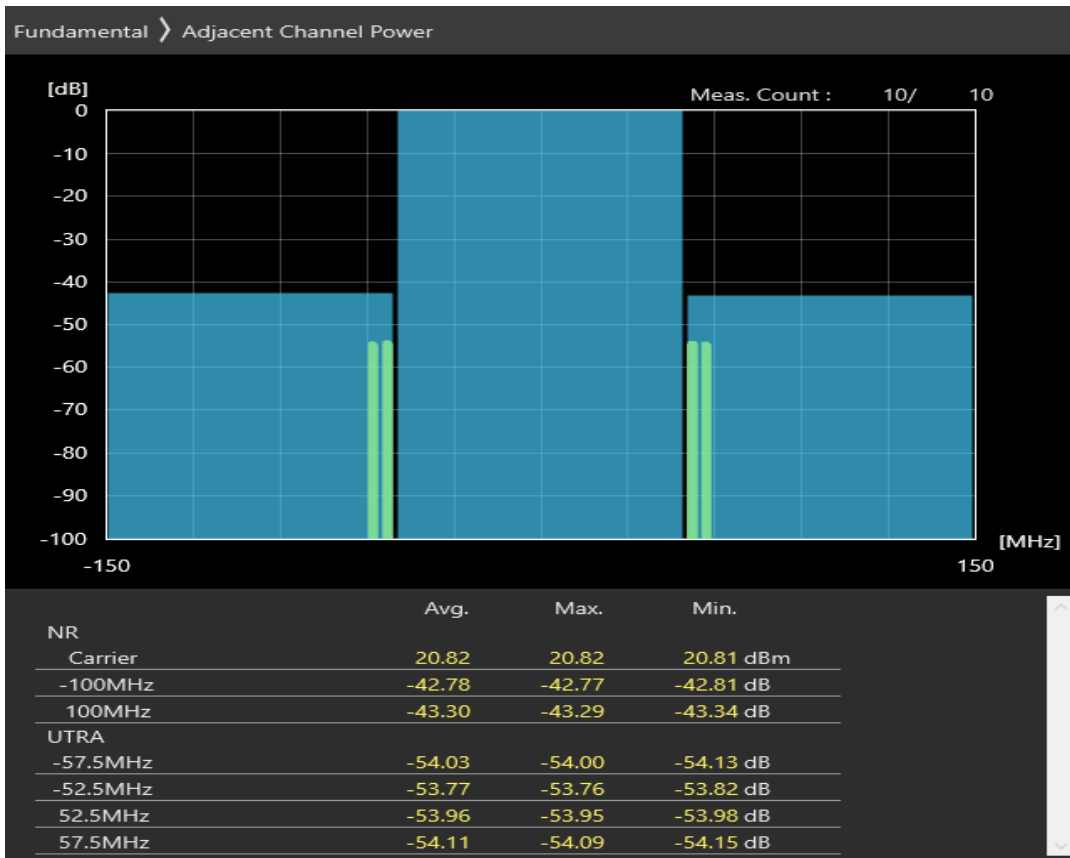 Fundamental 〉 Adjacent Channel Power
[dB]
Meas. Count : 10/ 10
0
-10
-20
-30
-40
-50
-60
-70
-80
-90
-100
[MHz]
-150 150
Avg. Max. Min.
NR
Carrier 20.82 20.82 20.81 dBm
-100MHz -42.78 -42.77 -42.81 dB
100MHz -43.30 -43.29 -43.34 dB
UTRA
-57.5MHz -54.03 -54.00 -54.13 dB
-52.5MHz -53.77 -53.76 -53.82 dB
52.5MHz -53.96 -53.95 -53.98 dB
57.5MHz -54.11 -54.09 -54.15 dB